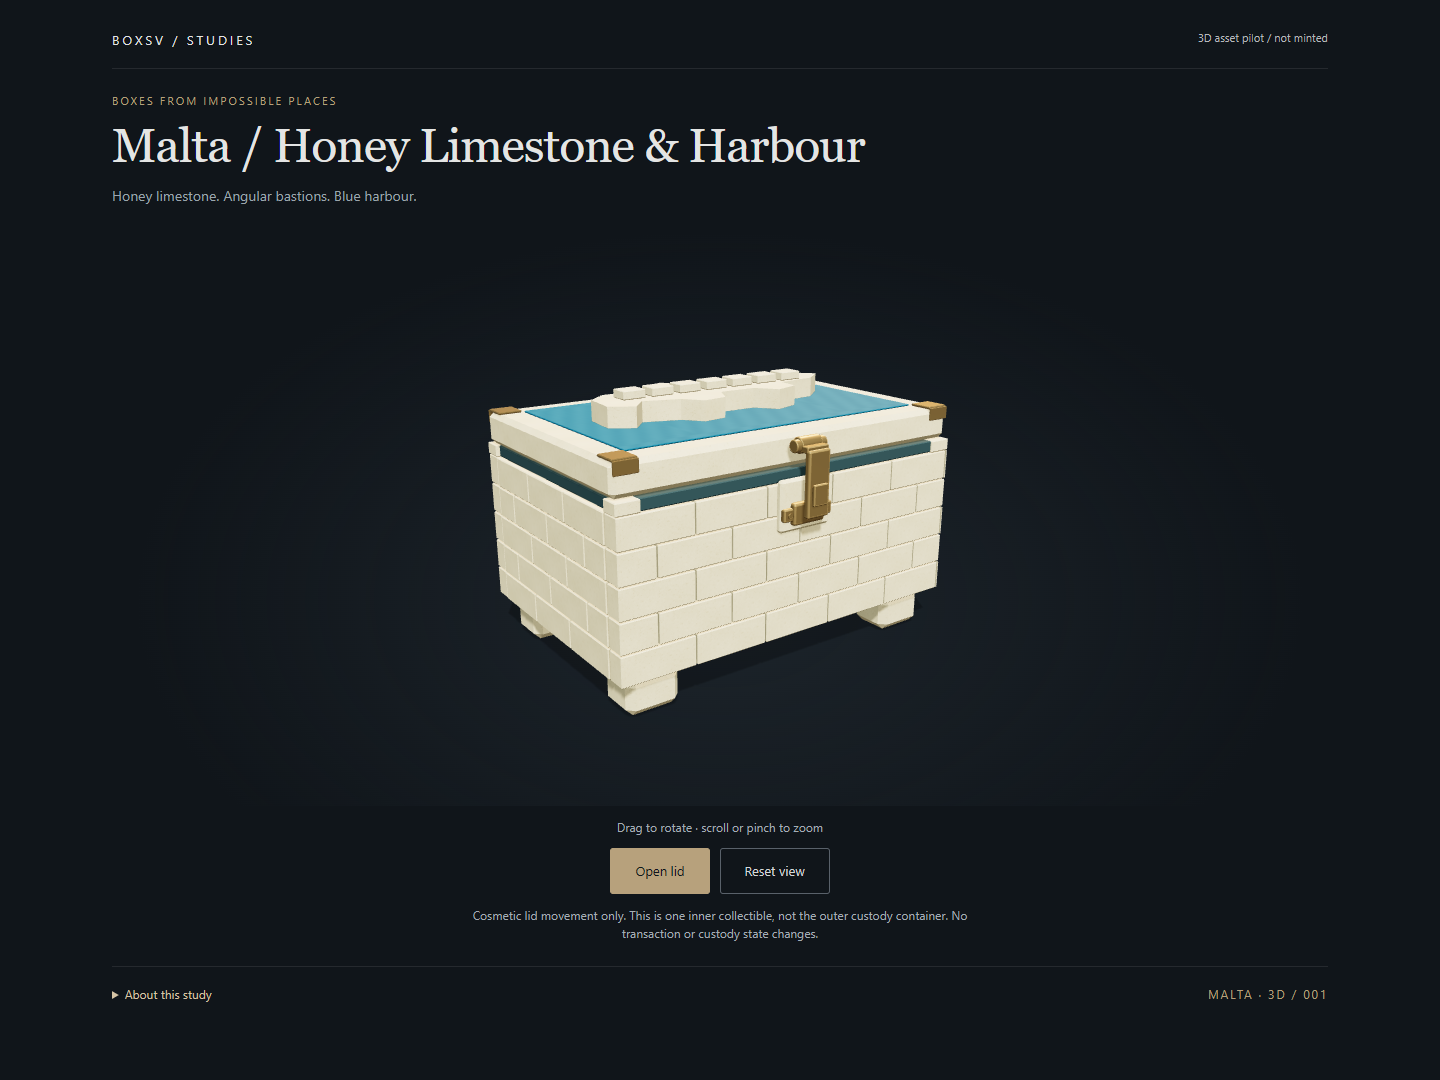 BOXSV / STUDIES
3D asset pilot / not minted
BOXES FROM IMPOSSIBLE PLACES
Malta / Honey Limestone & Harbour
Honey limestone. Angular bastions. Blue harbour.
Drag to rotate · scroll or pinch to zoom
Open lid
Reset view
Cosmetic lid movement only. This is one inner collectible, not the outer custody container. No
transaction or custody state changes.
About this study
MALTA · 3D / 001